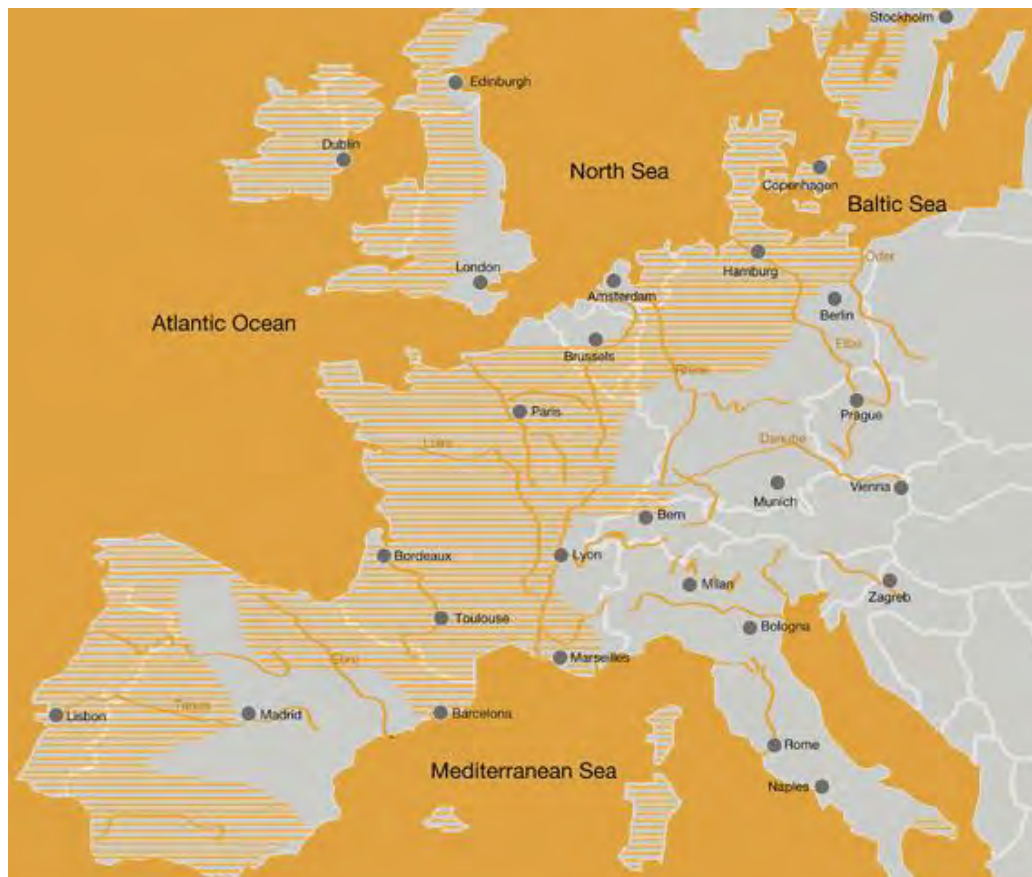 Stockholm
Edinburgh
Dublin
North Sea
Copenhagen
Baltic Sea
Hamburg
Oder
London
Amsterdam
Berlin
Atlantic Ocean
Elbe
Brussels
Rhine
Paris
Prague
Loire
Danube
Munich
Vienna
Bern
Bordeaux
Lyon
Milan
Zagreb
Toulouse
Bologna
Ebro
Marseilles
Lisbon
Madrid
Barcelona
Rome
Mediterranean Sea
Naples